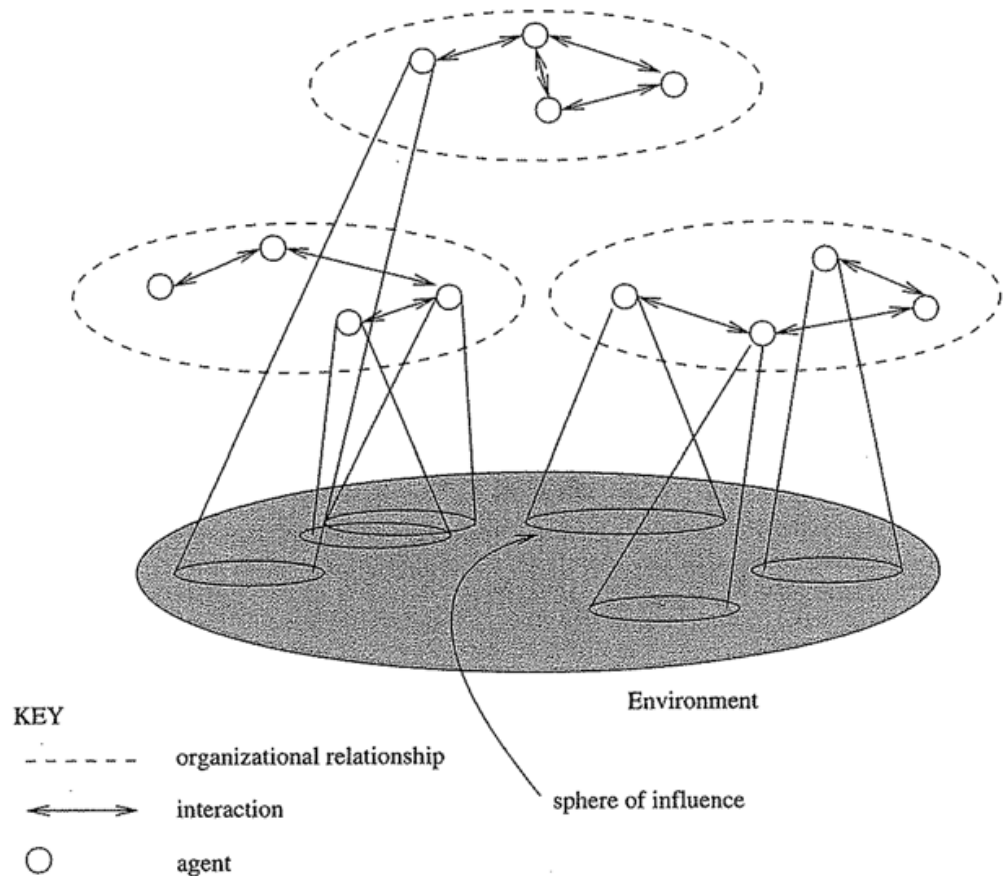 Environment
KEY
organizational relationship
sphere of influence
interaction
agent